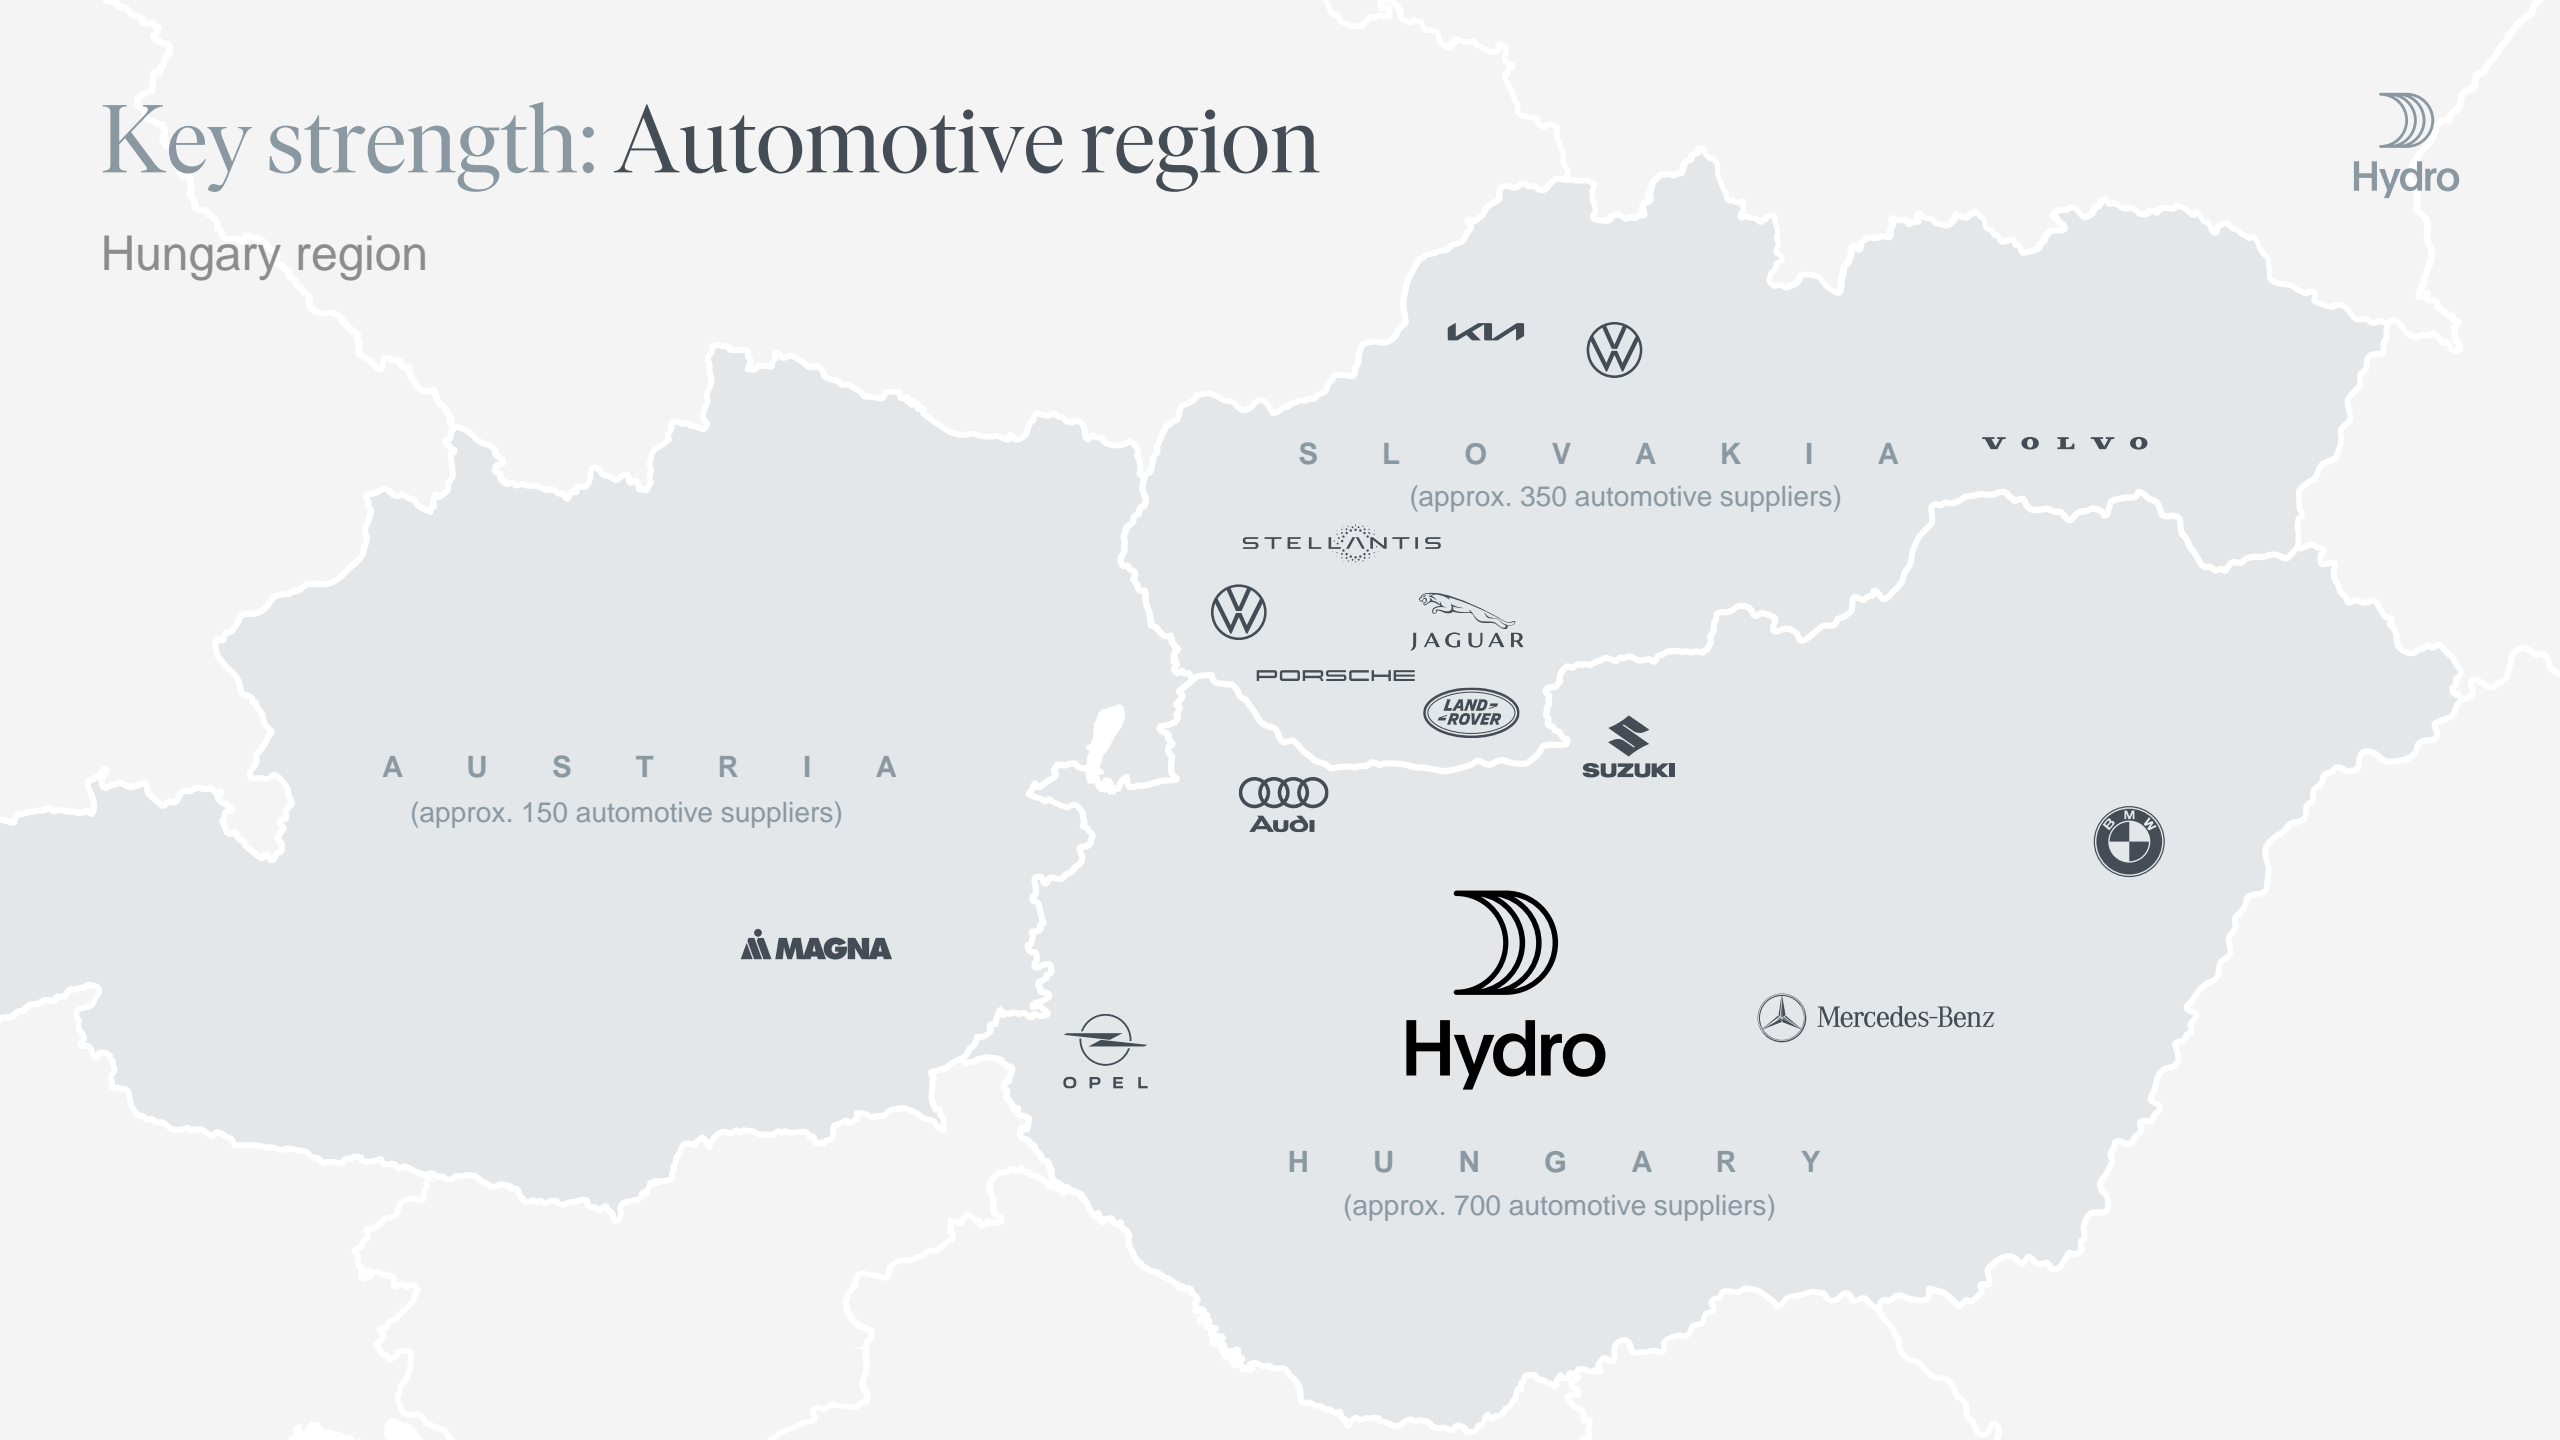 Key strength: Automotive region
Hydro
Hungary region
KIA
VOLVO
SLOVAKIA
(approx. 350 automotive suppliers)
STELLANTIS
JAGUAR
PORSCHE
LAND-
-ROVER
SUZUKI
AUSTRIA
(approx. 150 automotive suppliers)
Audi
BMW
MAGNA
Hydro
Mercedes-Benz
OPEL
HUNGARY
(approx. 700 automotive suppliers)